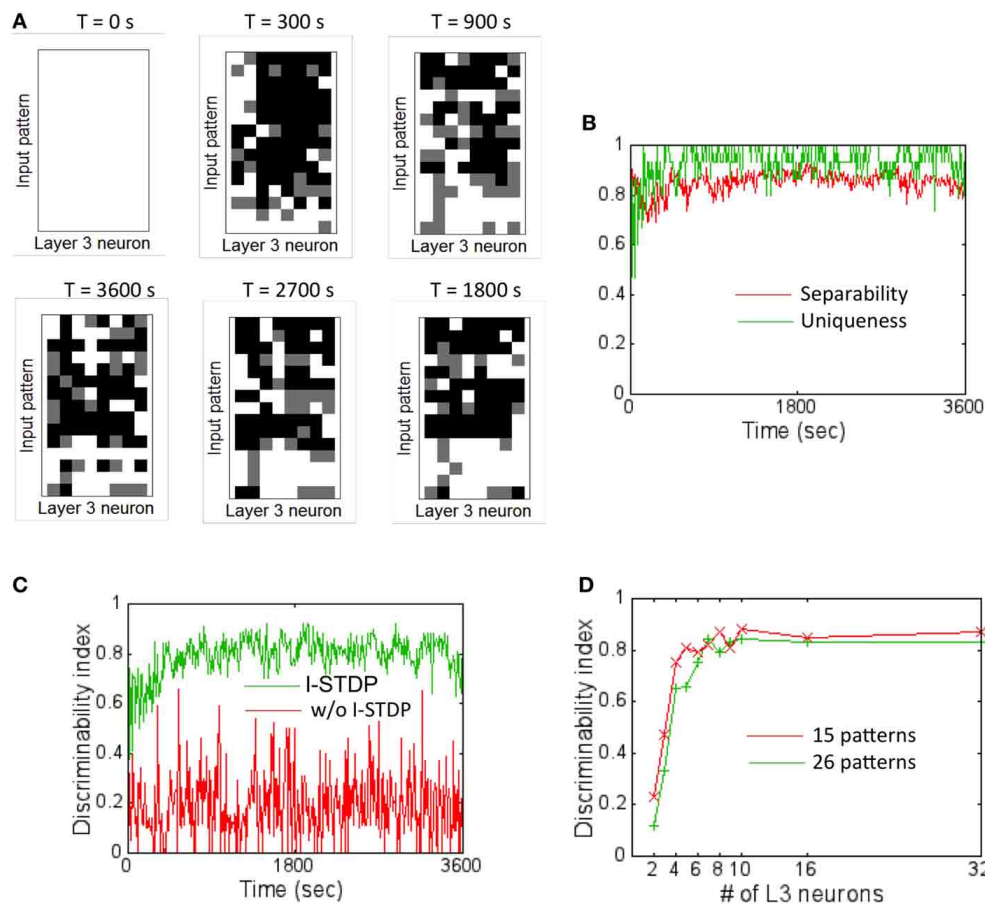 A
T = 0 s
T = 300 s
T = 900 s
Input pattern
Layer 3 neuron
Input pattern
Layer 3 neuron
Input pattern
Layer 3 neuron
T = 3600 s
T = 2700 s
T = 1800 s
Input pattern
Layer 3 neuron
Input pattern
Layer 3 neuron
Input pattern
Layer 3 neuron
B
1
0.8
0.6
0.4
0.2
0
Separability
Uniqueness
0
1800
3600
Time (sec)
C
Discriminability index
1
0.8
0.6
0.4
0.2
0
I-STDP
w/o I-STDP
0
1800
3600
Time (sec)
D
Discriminability index
1
0.8
0.6
0.4
0.2
0
15 patterns
26 patterns
2 4 6 8 10 16 32
# of L3 neurons